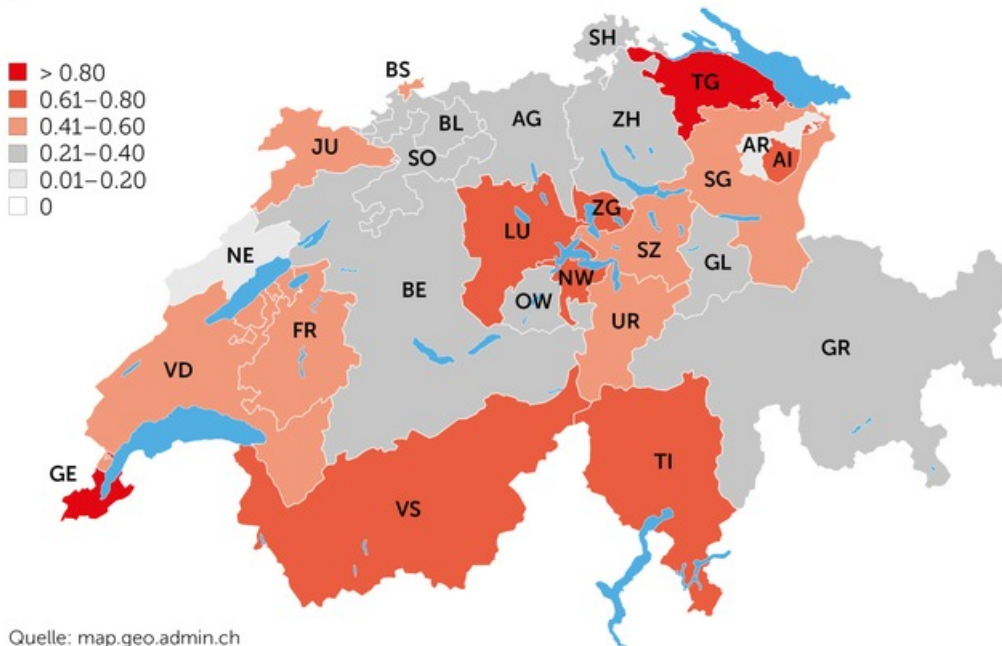 > 0.80
0.61–0.80
0.41–0.60
0.21–0.40
0.01–0.20
0
SH
BS
TG
BL
AG
ZH
JU
SO
AR
AI
SG
ZG
LU
NE
SZ
GL
NW
BE
OW
FR
UR
GR
VD
TI
GE
VS
Quelle: map.geo.admin.ch